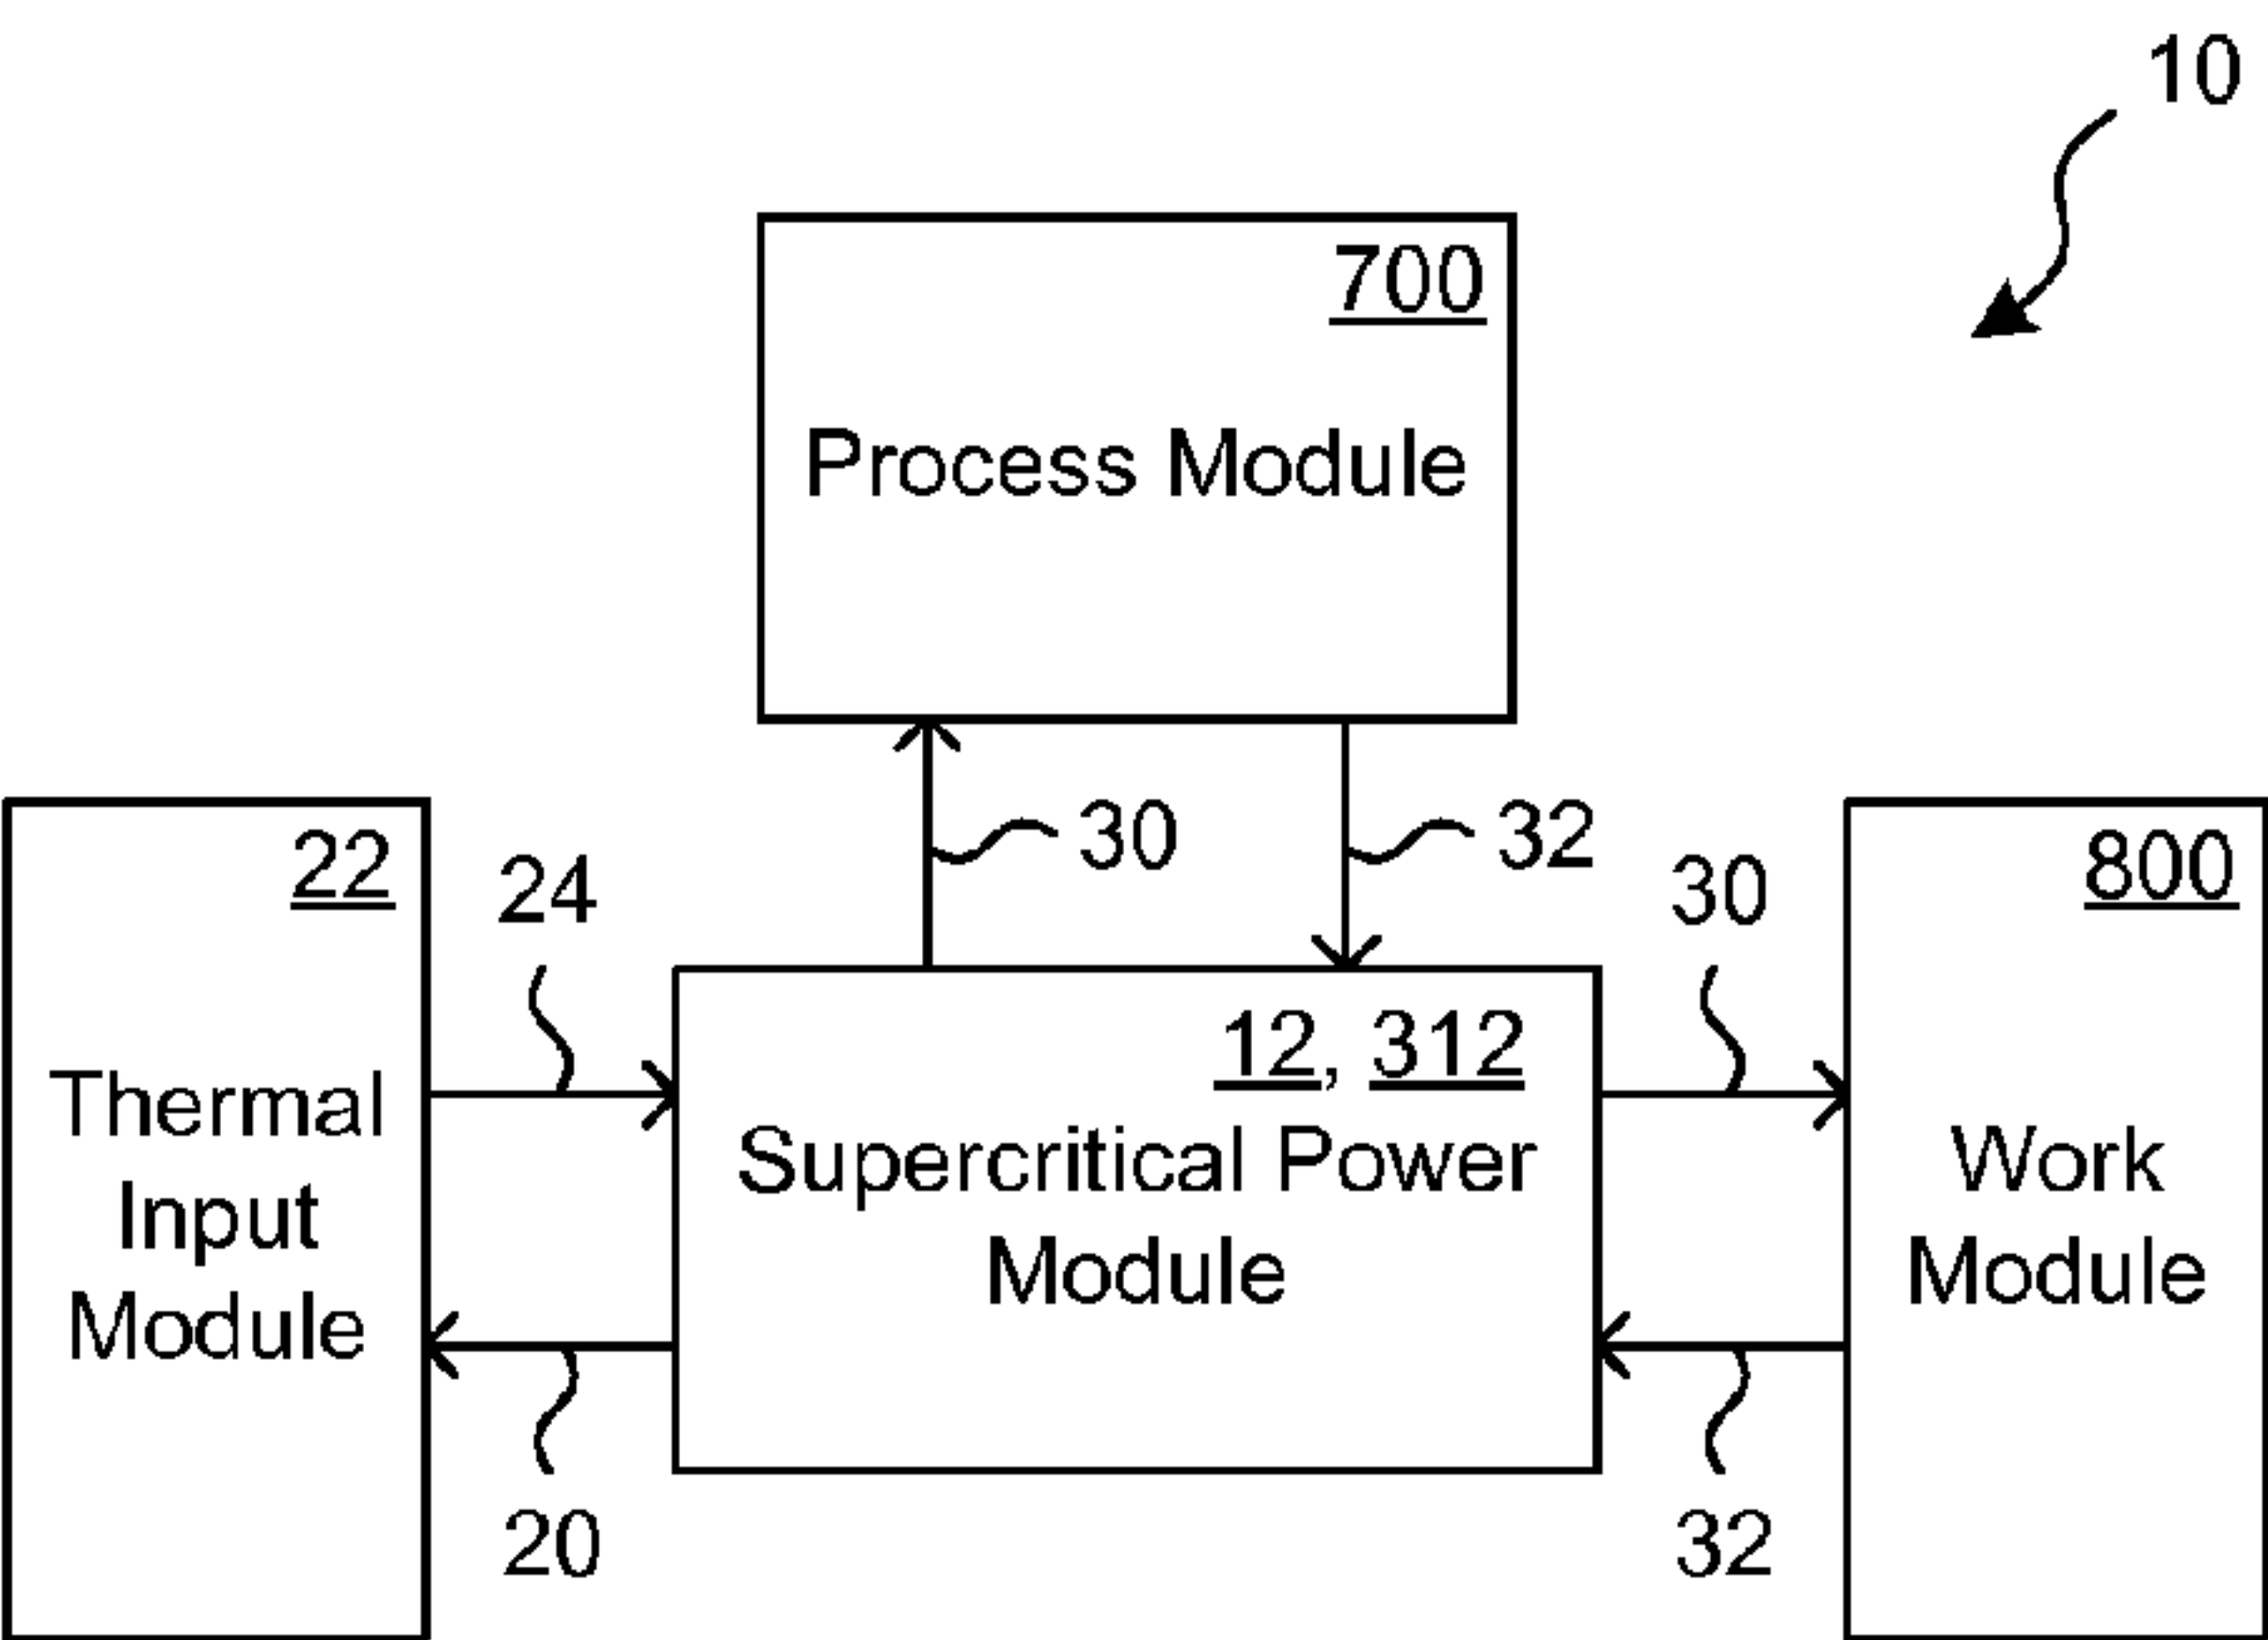 10
700
Process Module
30
32
22
24
30
800
12, 312
Thermal
Input
Module
Supercritical Power
Module
Work
Module
20
32